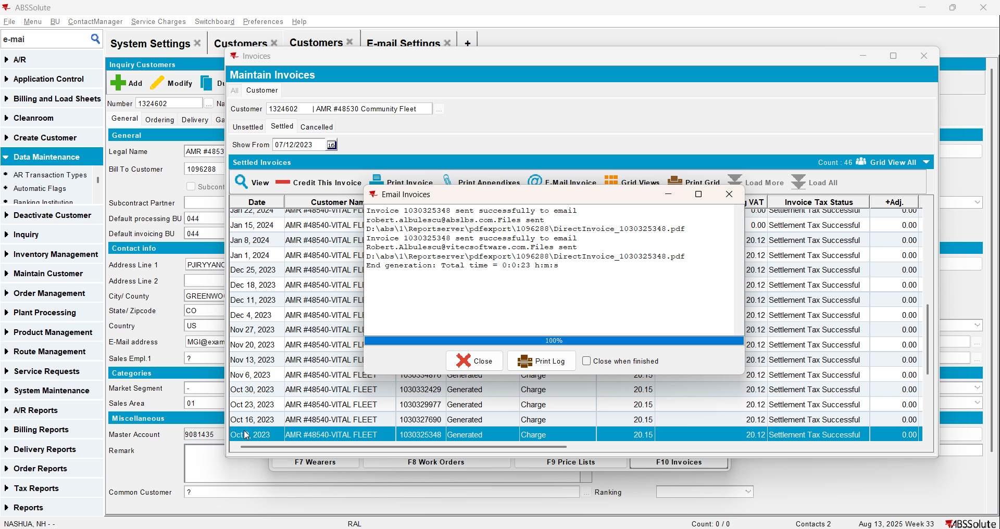 ABSSolute
File Menu BU ContactManager Service Charges Switchboard Preferences Help
e-mai
System Settings
Customers
Customers
E-mail Settings
+
A/R
Application Control
Billing and Load Sheets
Cleanroom
Create Customer
Data Maintenance
AR Transaction Types
Automatic Flags
Banking Institution
Deactivate Customer
Inquiry
Inventory Management
Maintain Customer
Order Management
Plant Processing
Product Management
Route Management
Service Requests
System Maintenance
A/R Reports
Billing Reports
Delivery Reports
Order Reports
Tax Reports
Reports
Inquiry Customers
Add Modify
Number 1324602 ...
General Ordering Delivery
General
Legal Name AMR #4853
Bill To Customer 1096288
Subcont
Subcontract Partner
Default processing BU 044
Default invoicing BU 044
Contact info
Address Line 1 PJIRYYANC
Address Line 2
City/ County GREENWO
State/ Zipcode CO
Country US
E-Mail address MGI@exam
Sales Empl.1 ?
Categories
Market Segment -
Sales Area 01
Miscellaneous
Master Account 9081435
Remark
Common Customer ? ... Ranking
Invoices
Maintain Invoices
All Customer
Customer 1324602 | AMR #48530 Community Fleet ...
Unsettled Settled Cancelled
Show From 07/12/2023 16
Settled Invoices Count : 46 Grid View All
View Credit This Invoice Print Invoice Print Appendixes E-Mail Invoice Grid Views Print Grid Load More Load All
Date Customer Nam VAT Invoice Tax Status +Adj.
Jan 22, 2024 AMR #48540-VITAL FL 0.00 Settlement Tax Successful 0.00
Jan 15, 2024 AMR #48540-VITAL FL 0.00 Settlement Tax Successful 0.00
Jan 8, 2024 AMR #48540-VITAL FL 20.12 Settlement Tax Successful 0.00
Jan 1, 2024 AMR #48540-VITAL FL 20.12 Settlement Tax Successful 0.00
Dec 25, 2023 AMR #48540-VITAL FL 20.12 Settlement Tax Successful 0.00
Dec 18, 2023 AMR #48540-VITAL FL 20.12 Settlement Tax Successful 0.00
Dec 11, 2023 AMR #48540-VITAL FL 20.12 Settlement Tax Successful 0.00
Dec 4, 2023 AMR #48540-VITAL FL 20.12 Settlement Tax Successful 0.00
Nov 27, 2023 AMR #48540-VITAL FL 20.12 Settlement Tax Successful 0.00
Nov 20, 2023 AMR #48540-VITAL FL 20.12 Settlement Tax Successful 0.00
Nov 13, 2023 AMR #48540-VITAL FL 20.12 Settlement Tax Successful 0.00
Nov 6, 2023 AMR #48540-VITAL FLEET 1030334876 Generated Charge 20.15 20.12 Settlement Tax Successful 0.00
Oct 30, 2023 AMR #48540-VITAL FLEET 1030332429 Generated Charge 20.15 20.12 Settlement Tax Successful 0.00
Oct 23, 2023 AMR #48540-VITAL FLEET 1030329977 Generated Charge 20.15 20.12 Settlement Tax Successful 0.00
Oct 16, 2023 AMR #48540-VITAL FLEET 1030327690 Generated Charge 20.15 20.12 Settlement Tax Successful 0.00
Oct 2023 AMR #48540-VITAL FLEET 1030325348 Generated Charge 20.15 20.12 Settlement Tax Successful 0.00
Email Invoices
Invoice 1030325348 sent successfully to email
robert.albulescu@abslbs.com.Files sent
D:\abs\1\Reportserver\pdfexport\1096288\DirectInvoice_1030325348.pdf
Invoice 1030325348 sent successfully to email
Robert.Albulescu@vitecsoftware.com.Files sent
D:\abs\1\Reportserver\pdfexport\1096288\DirectInvoice_1030325348.pdf
End generation: Total time = 0:0:23 h:m:s
100%
Close Print Log Close when finished
F7 Wearers F8 Work Orders F9 Price Lists F10 Invoices
NASHUA, NH - - RAL Count: 0 / 0 Contacts 2 Aug 13, 2025 Week 33 ABSSolute